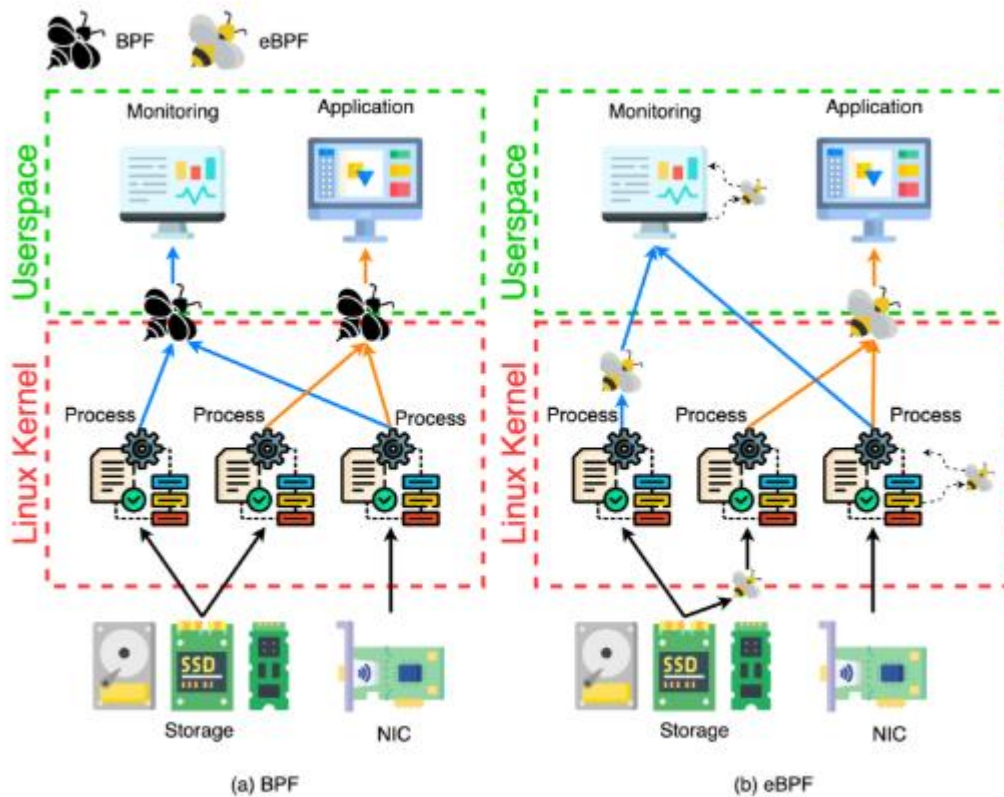 BPF
eBPF
Userspace
Monitoring
Application
Linux Kernel
Process
Process
Process
SSD
Storage
NIC
(a) BPF
Userspace
Monitoring
Application
Linux Kernel
Process
Process
Process
SSD
Storage
NIC
(b) eBPF